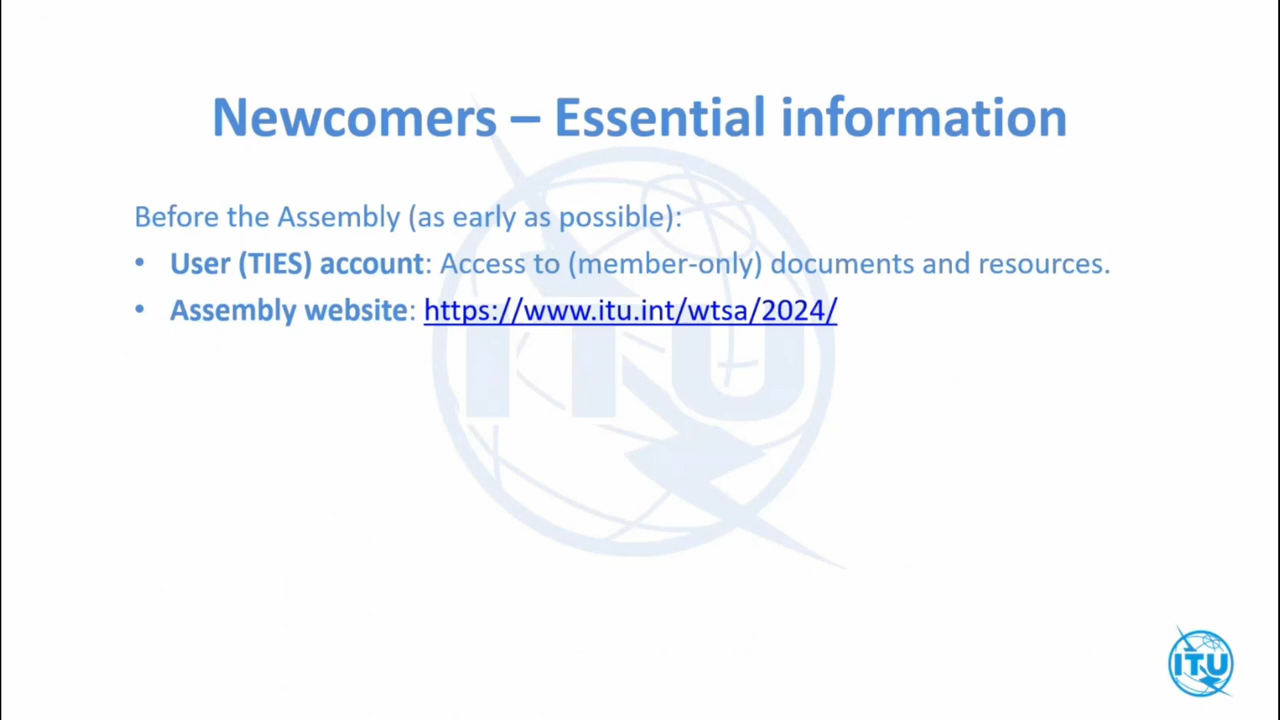 Newcomers – Essential information
Before the Assembly (as early as possible):
• User (TIES) account: Access to (member-only) documents and resources.
• Assembly website: https://www.itu.int/wtsa/2024/
ITU
ITU